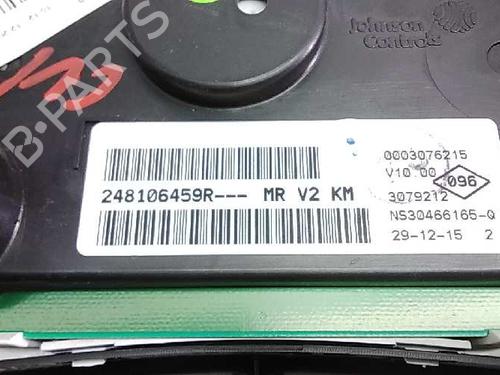 Johnson
Controls
B-PARTS
0003076215
V10 00
096
248106459R--- MR V2 KM
3079212
NS30466165-Q
29-12-15 2